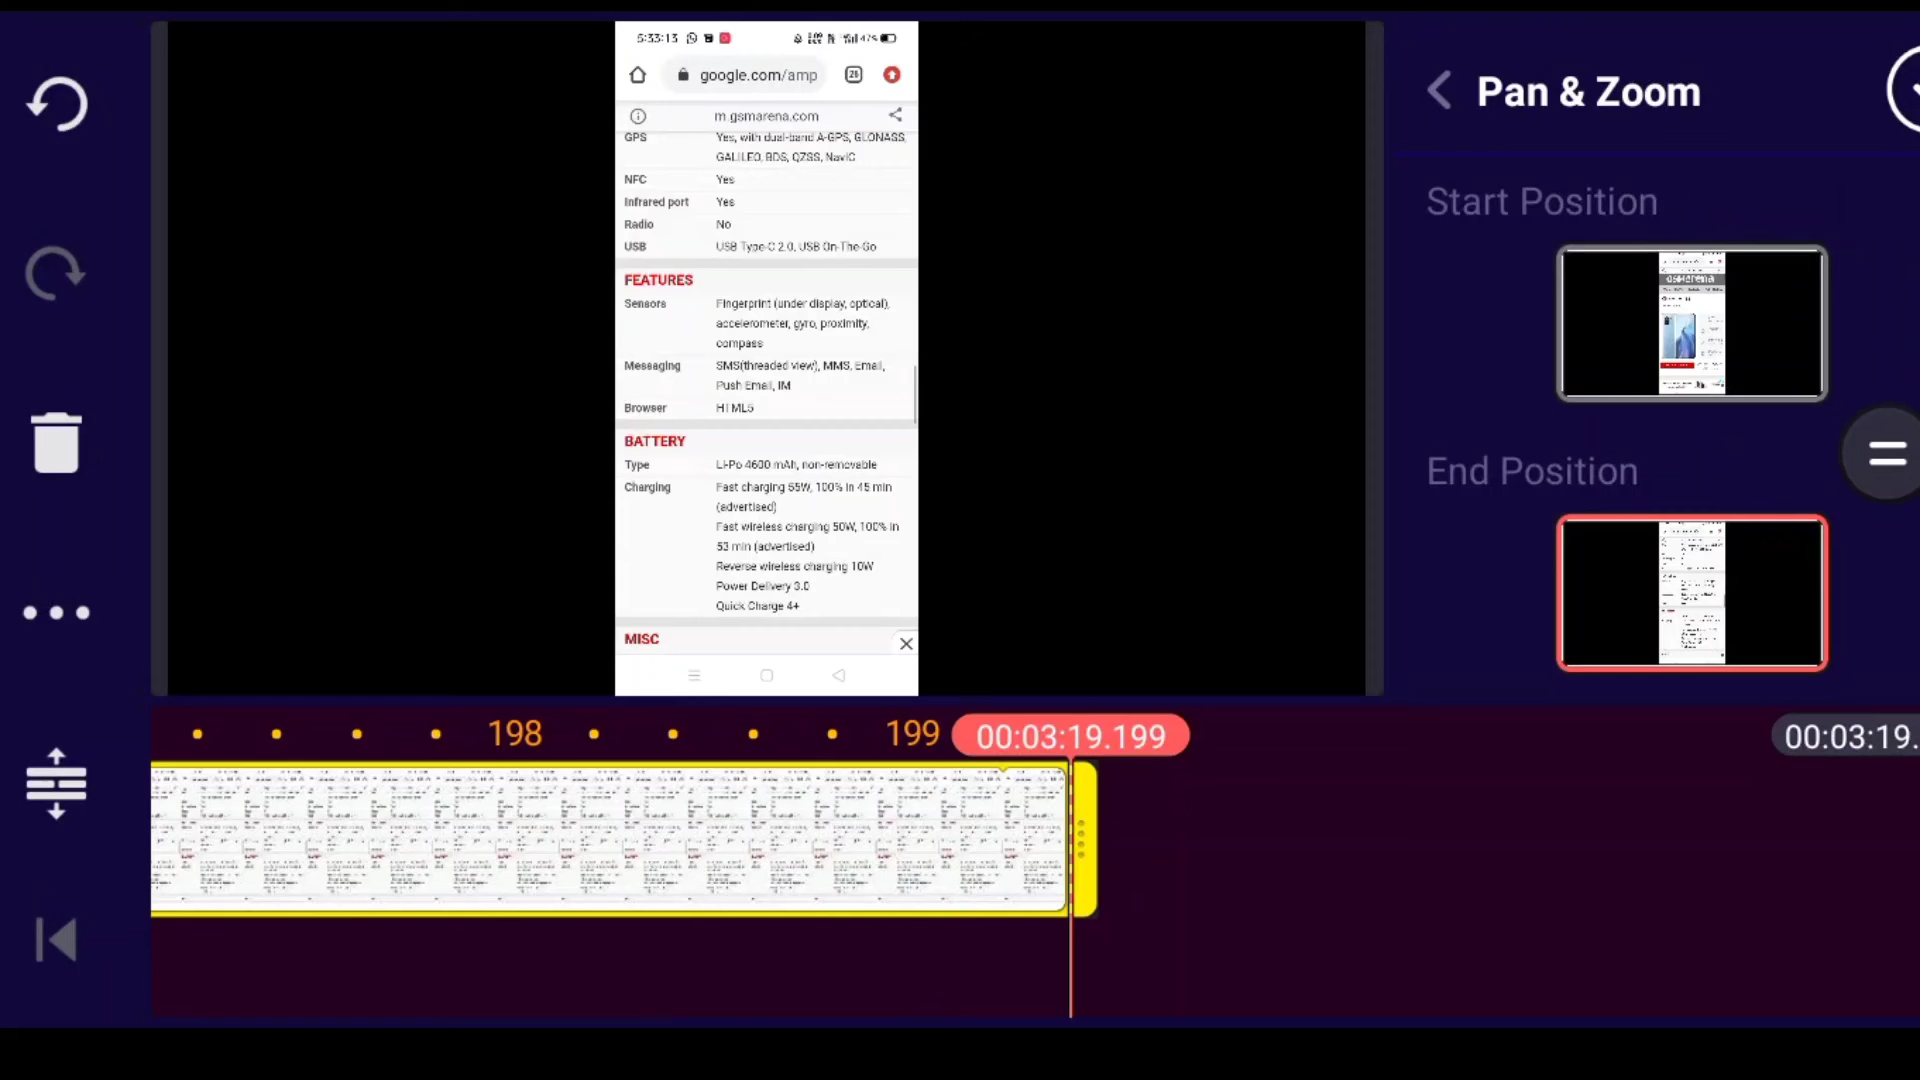 5:33:13
47%
google.com/amp
26
m.gsmarena.com
GPS Yes, with dual-band A-GPS, GLONASS,
GALILEO, BDS, QZSS, NavIC
NFC Yes
Infrared port Yes
Radio No
USB USB Type-C 2.0, USB On-The-Go
FEATURES
Sensors Fingerprint (under display, optical),
accelerometer, gyro, proximity,
compass
Messaging SMS(threaded view), MMS, Email,
Push Email, IM
Browser HTML5
BATTERY
Type Li-Po 4600 mAh, non-removable
Charging Fast charging 55W, 100% in 45 min
(advertised)
Fast wireless charging 50W, 100% in
53 min (advertised)
Reverse wireless charging 10W
Power Delivery 3.0
Quick Charge 4+
MISC
Pan & Zoom
Start Position
End Position
198
199
00:03:19.199
00:03:19.